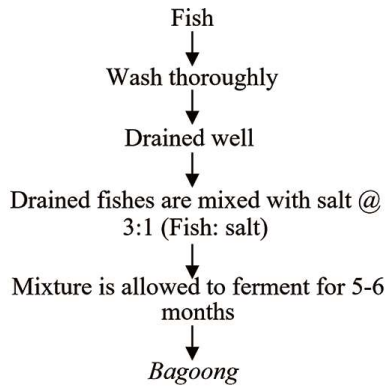 Fish
Wash thoroughly
Drained well
Drained fishes are mixed with salt @
3:1 (Fish: salt)
Mixture is allowed to ferment for 5-6
months
Bagoong